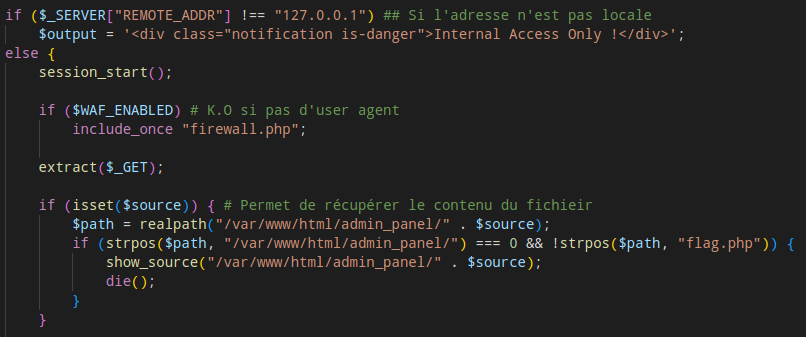 if ($_SERVER["REMOTE_ADDR"] !== "127.0.0.1") ## Si l'adresse n'est pas locale
    $output = '<div class="notification is-danger">Internal Access Only !</div>';
else {
    session_start();
    if ($WAF_ENABLED) # K.O si pas d'user agent
        include_once "firewall.php";
    extract($_GET);
    if (isset($source)) { # Permet de récupérer le contenu du fichieir
        $path = realpath("/var/www/html/admin_panel/" . $source);
        if (strpos($path, "/var/www/html/admin_panel/") === 0 && !strpos($path, "flag.php")) {
            show_source("/var/www/html/admin_panel/" . $source);
            die();
        }
    }